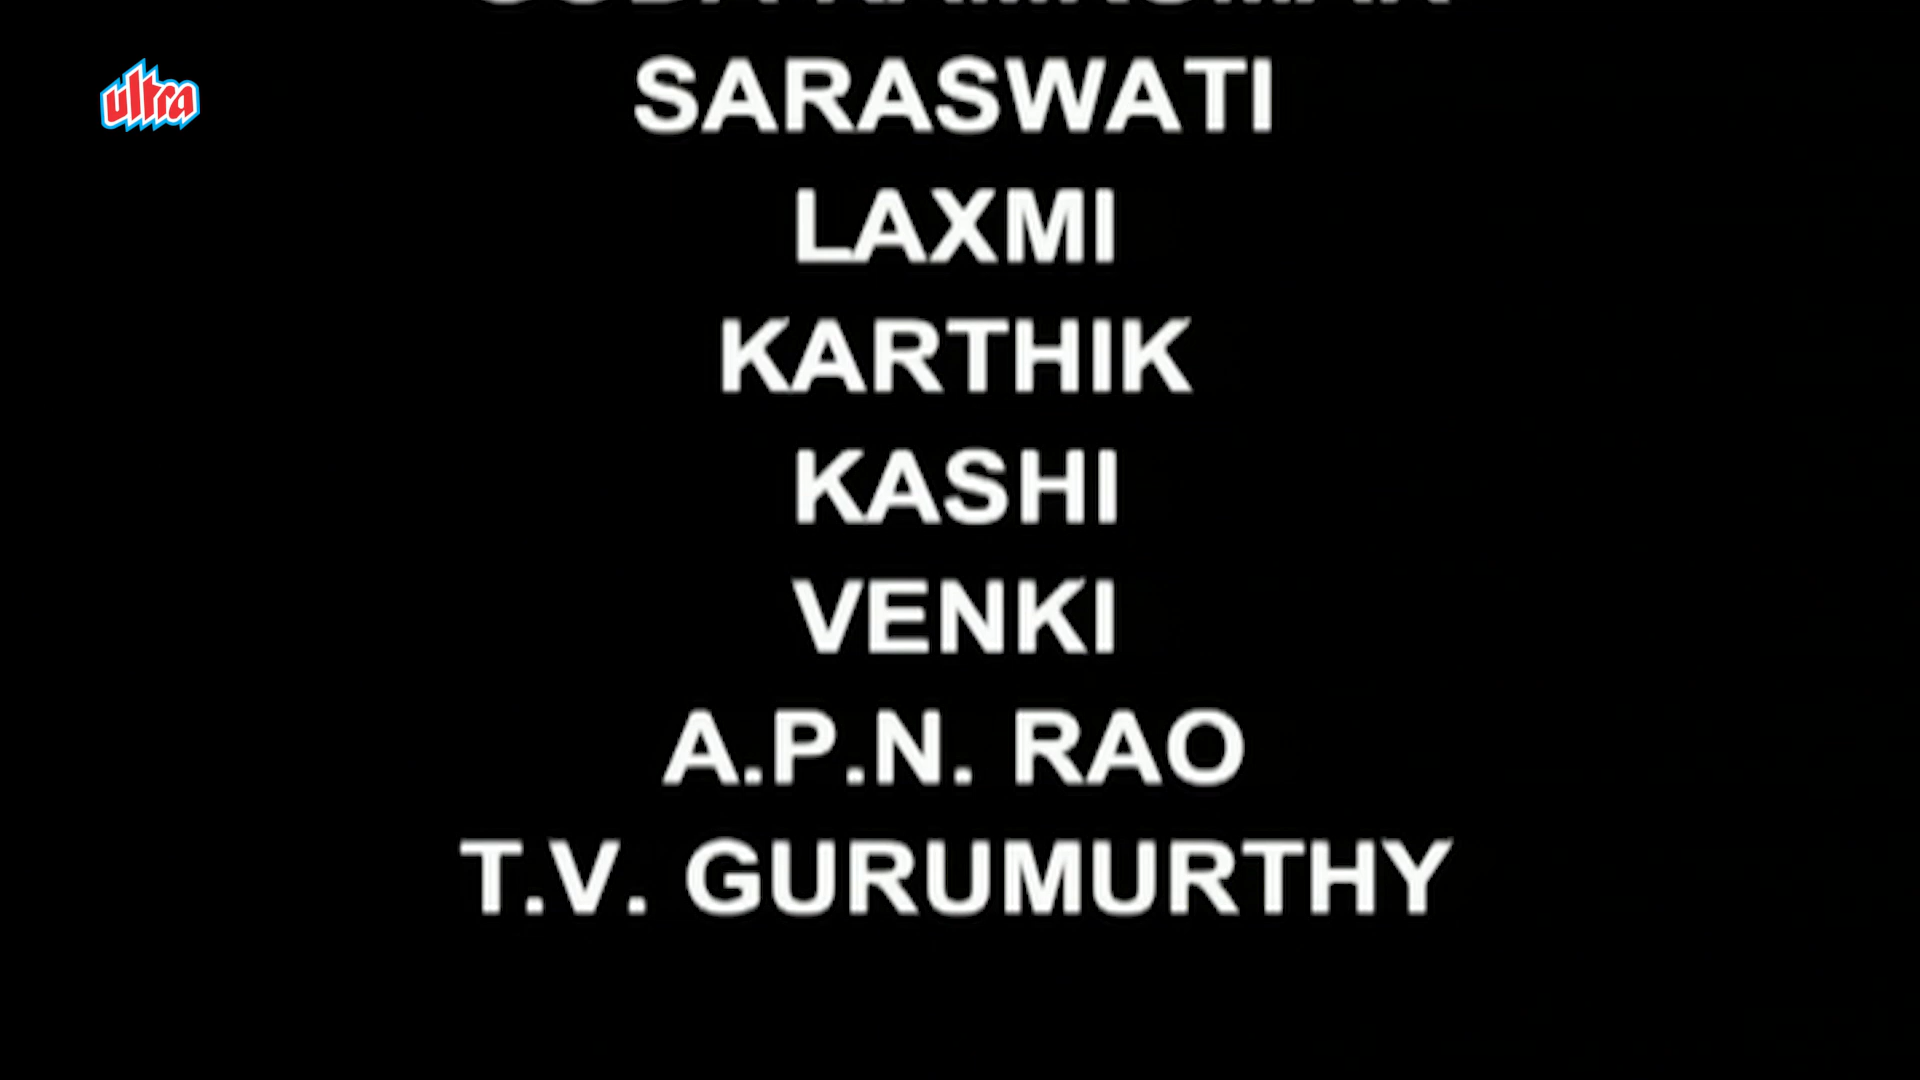 ultra
SARASWATI
LAXMI
KARTHIK
KASHI
VENKI
A.P.N. RAO
T.V. GURUMURTHY